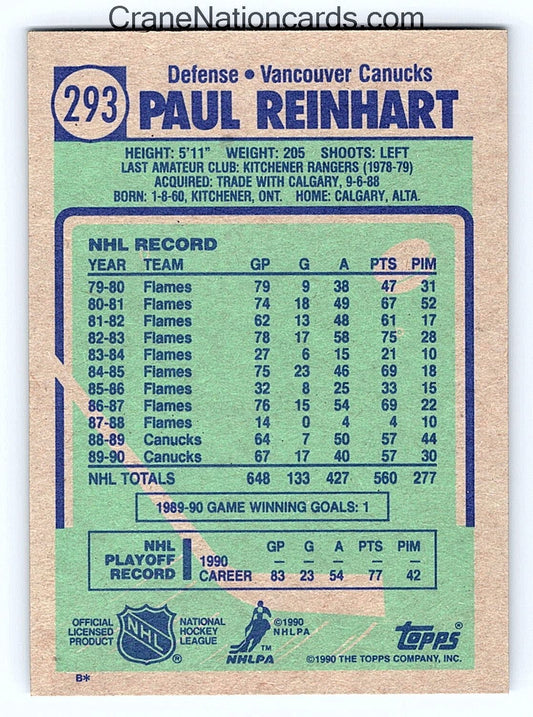 CraneNationcards.com
293
Defense • Vancouver Canucks
PAUL REINHART
HEIGHT: 5'11" WEIGHT: 205 SHOOTS: LEFT
LAST AMATEUR CLUB: KITCHENER RANGERS (1978-79)
ACQUIRED: TRADE WITH CALGARY, 9-6-88
BORN: 1-8-60, KITCHENER, ONT. HOME: CALGARY, ALTA.
NHL RECORD
YEAR TEAM GP G A PTS PIM
79-80 Flames 79 9 38 47 31
80-81 Flames 74 18 49 67 52
81-82 Flames 62 13 48 61 17
82-83 Flames 78 17 58 75 28
83-84 Flames 27 6 15 21 10
84-85 Flames 75 23 46 69 18
85-86 Flames 32 8 25 33 15
86-87 Flames 76 15 54 69 22
87-88 Flames 14 0 4 4 10
88-89 Canucks 64 7 50 57 44
89-90 Canucks 67 17 40 57 30
NHL TOTALS 648 133 427 560 277
1989-90 GAME WINNING GOALS: 1
NHL PLAYOFF RECORD
GP G A PTS PIM
1990 – – – – –
CAREER 83 23 54 77 42
OFFICIAL LICENSED PRODUCT
NHL
®
NATIONAL HOCKEY LEAGUE
©1990 NHLPA
™
NHLPA
TOPPS®
©1990 THE TOPPS COMPANY, INC.
B*